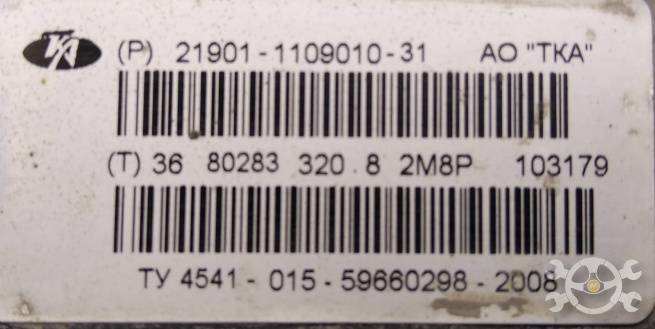 (P) 21901-1109010-31 АО "ТКА"
(T) 36 80283 320 8 2M8P 103179
ТУ 4541-015-59660298-2008